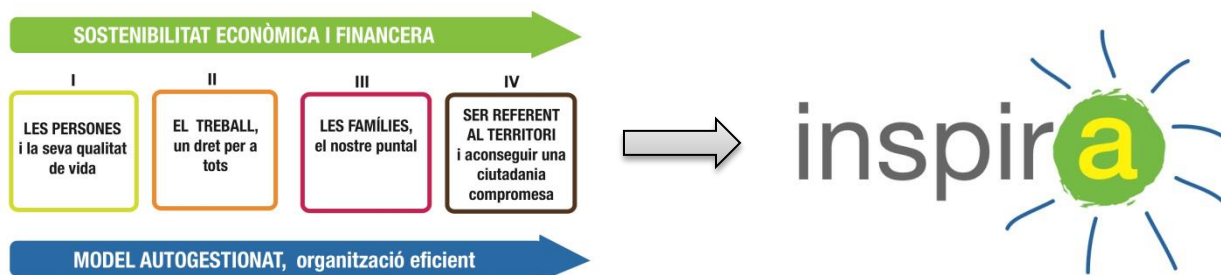 SOSTENIBILITAT ECONÒMICA I FINANCERA
I
LES PERSONES
i la seva qualitat
de vida
II
EL TREBALL,
un dret per a
tots
III
LES FAMÍLIES,
el nostre puntal
IV
SER REFERENT
AL TERRITORI
i aconseguir una
ciutadania
compromesa
MODEL AUTOGESTIONAT, organització eficient
inspira